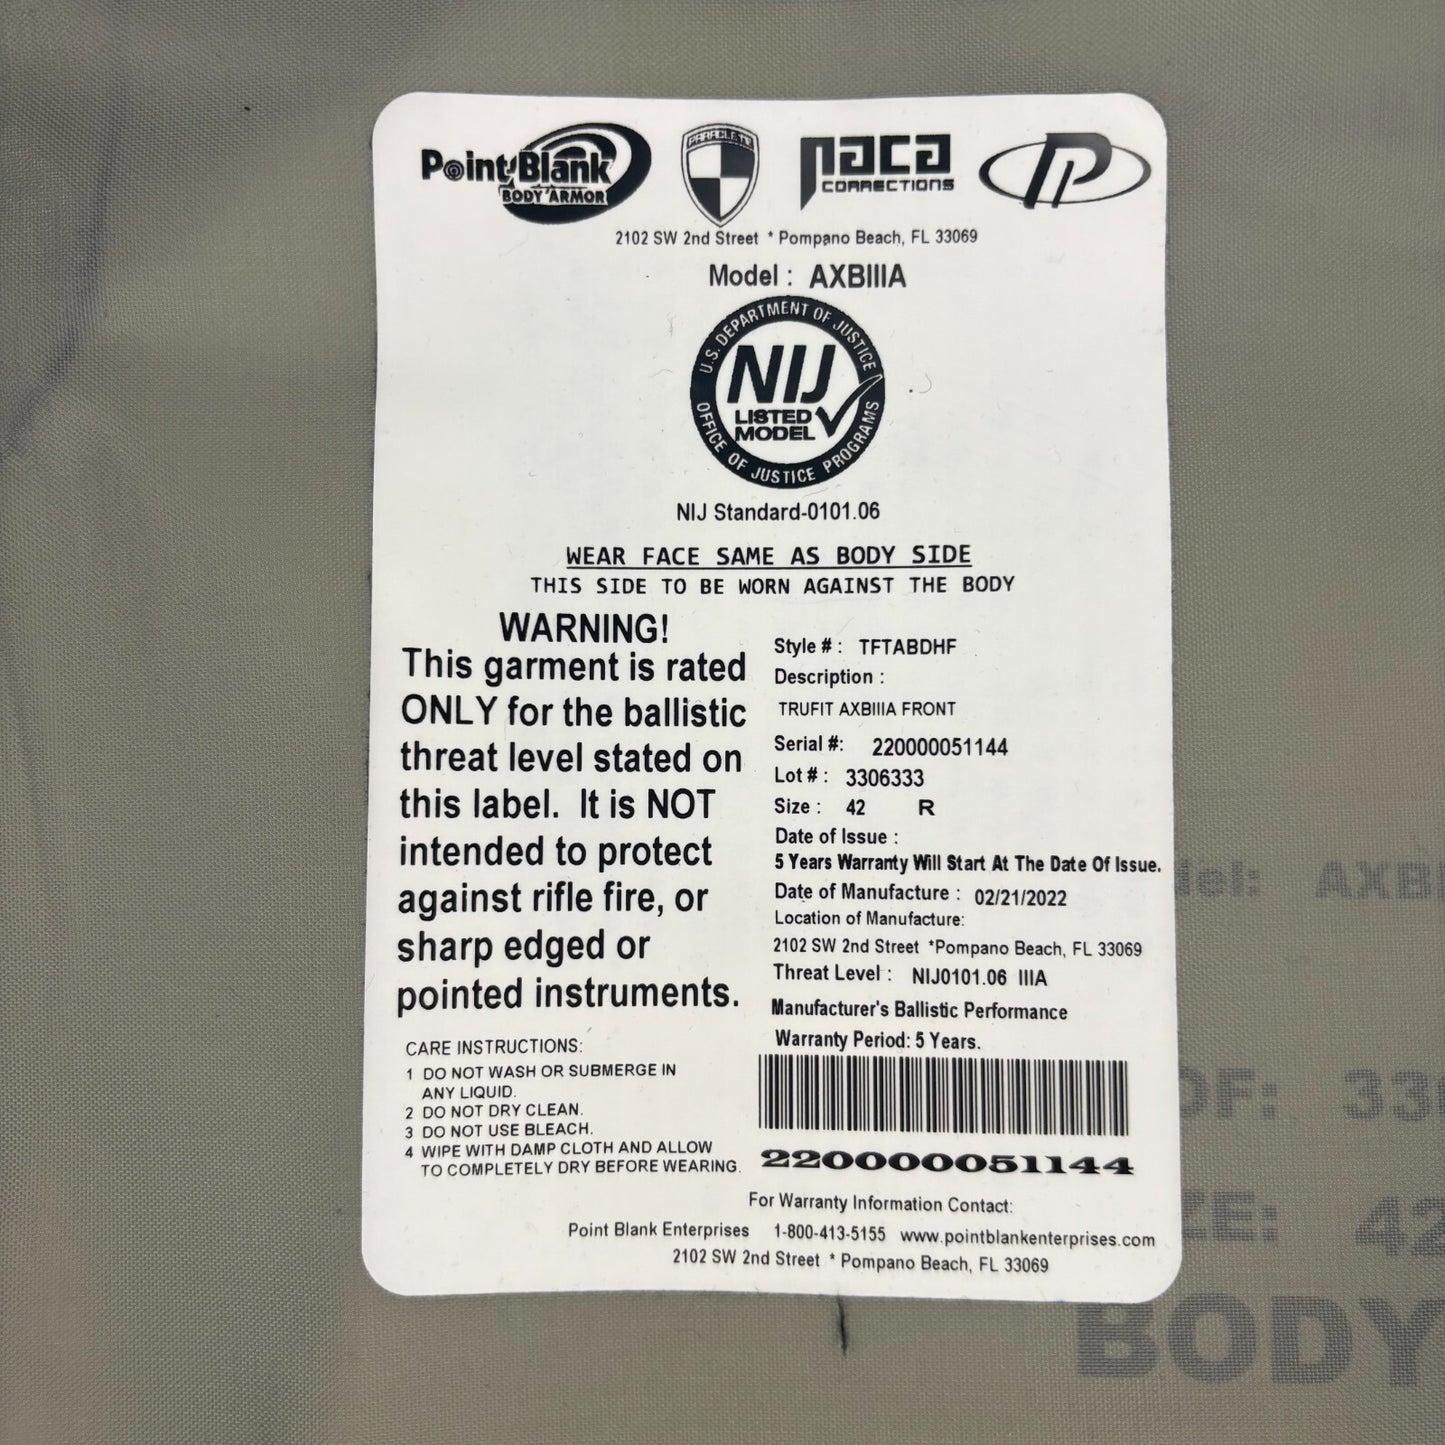 Point Blank
BODY ARMOR
PARACLETE
PACA
CORRECTIONS
2102 SW 2nd Street * Pompano Beach, FL 33069
Model : AXBIIIA
U.S. DEPARTMENT OF JUSTICE
NIJ
LISTED
MODEL
OFFICE OF JUSTICE PROGRAMS
NIJ Standard-0101.06
WEAR FACE SAME AS BODY SIDE
THIS SIDE TO BE WORN AGAINST THE BODY
WARNING!
This garment is rated
ONLY for the ballistic
threat level stated on
this label. It is NOT
intended to protect
against rifle fire, or
sharp edged or
pointed instruments.
CARE INSTRUCTIONS:
1 DO NOT WASH OR SUBMERGE IN
ANY LIQUID.
2 DO NOT DRY CLEAN.
3 DO NOT USE BLEACH.
4 WIPE WITH DAMP CLOTH AND ALLOW
TO COMPLETELY DRY BEFORE WEARING.
Style # : TFTABDHF
Description :
TRUFIT AXBIIIA FRONT
Serial #: 220000051144
Lot # : 3306333
Size : 42 R
Date of Issue :
5 Years Warranty Will Start At The Date Of Issue.
Date of Manufacture : 02/21/2022
Location of Manufacture:
2102 SW 2nd Street *Pompano Beach, FL 33069
Threat Level : NIJ0101.06 IIIA
Manufacturer's Ballistic Performance
Warranty Period: 5 Years.
220000051144
For Warranty Information Contact:
Point Blank Enterprises 1-800-413-5155 www.pointblankenterprises.com
2102 SW 2nd Street * Pompano Beach, FL 33069
del: AXBI
OF: 330
ZE: 42
BODY